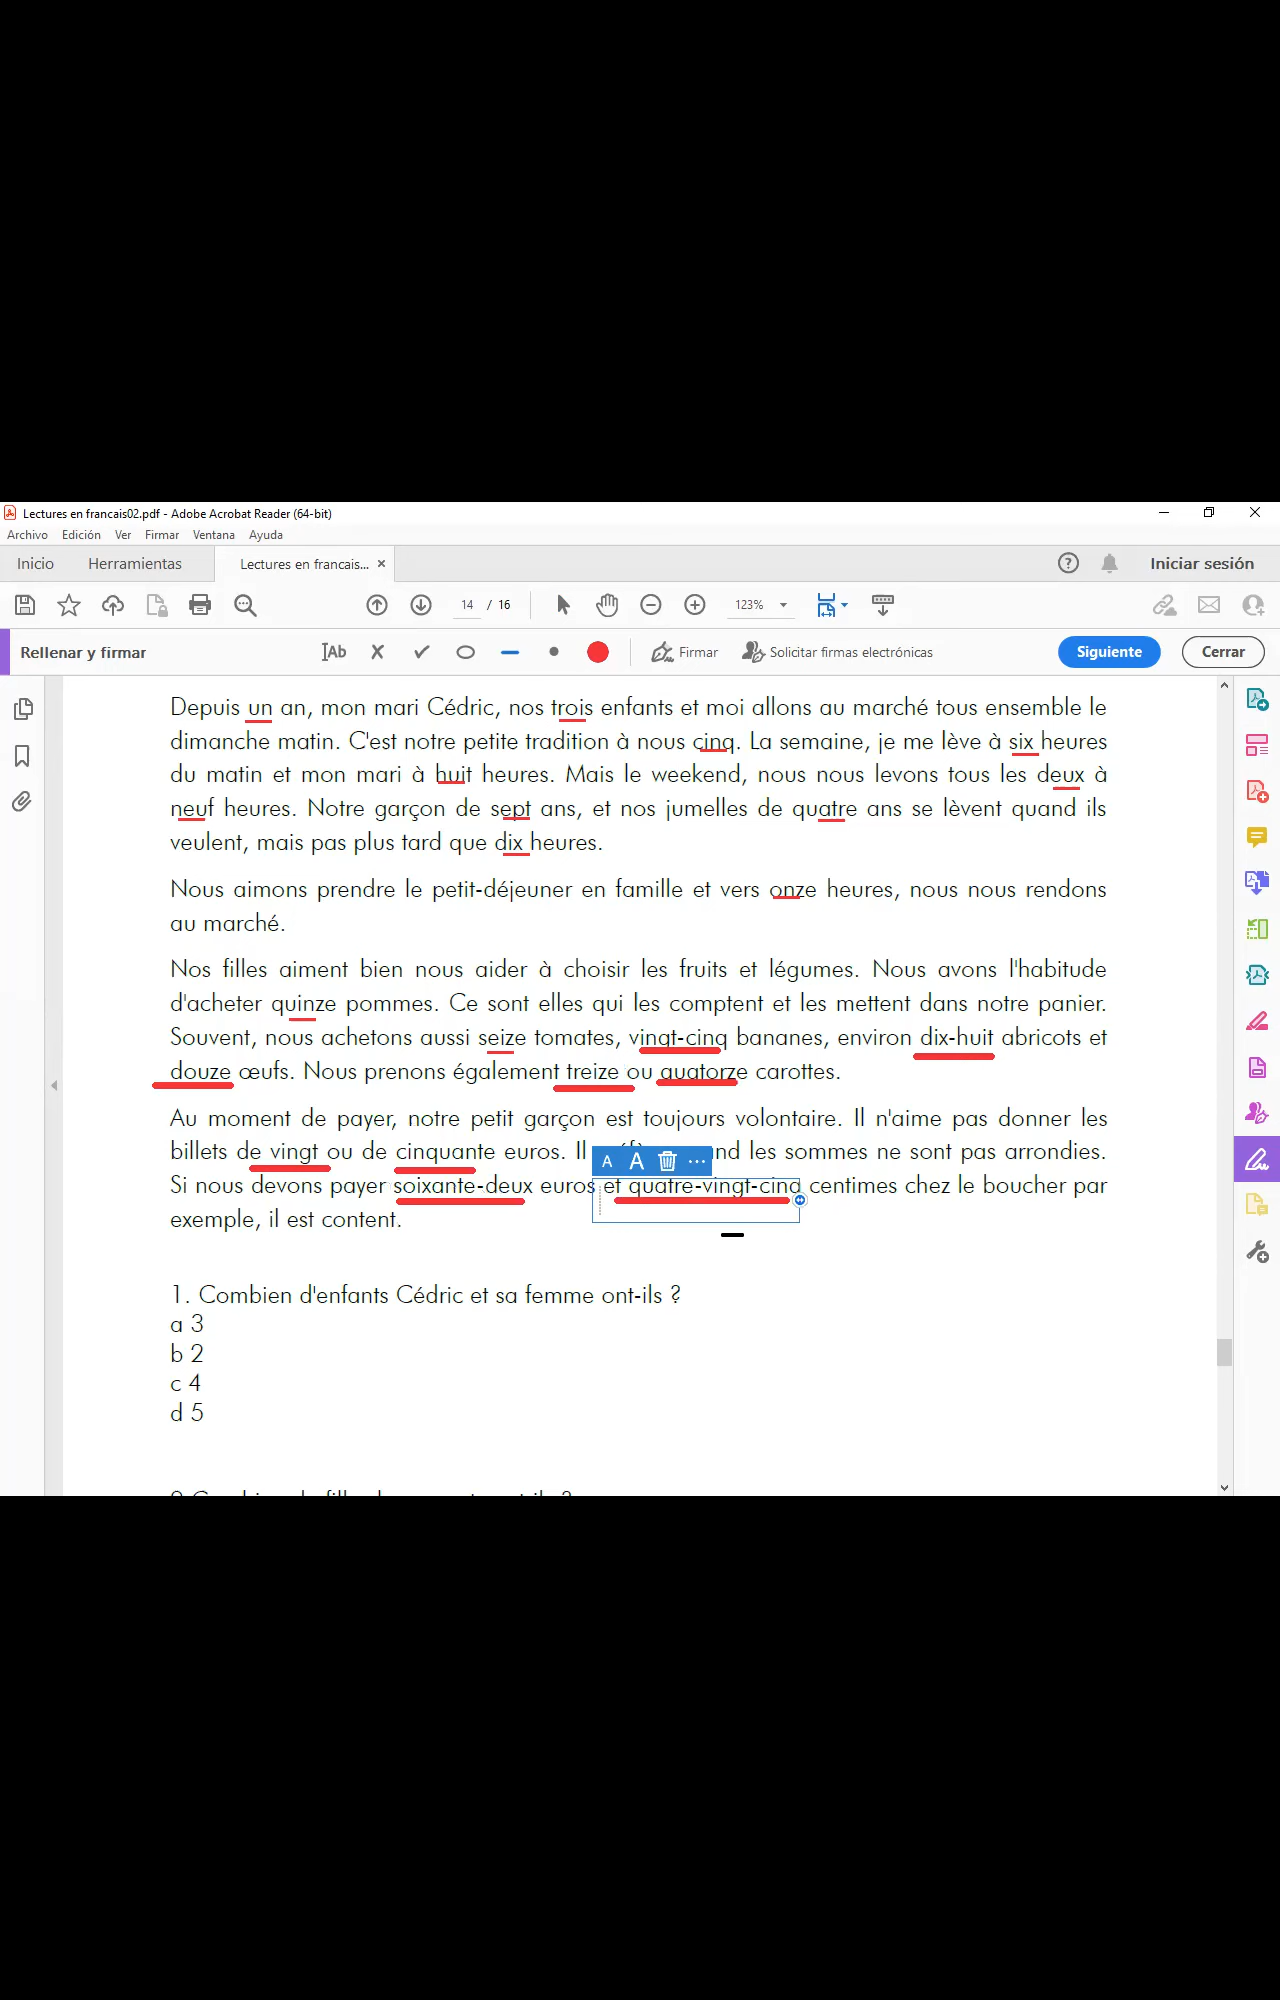 Lectures en francais02.pdf - Adobe Acrobat Reader (64-bit)
Archivo Edición Ver Firmar Ventana Ayuda
Inicio Herramientas Lectures en francais... × Iniciar sesión
14 / 16 123%
Rellenar y firmar Ab Firmar Solicitar firmas electrónicas Siguiente Cerrar
Depuis un an, mon mari Cédric, nos trois enfants et moi allons au marché tous ensemble le
dimanche matin. C'est notre petite tradition à nous cinq. La semaine, je me lève à six heures
du matin et mon mari à huit heures. Mais le weekend, nous nous levons tous les deux à
neuf heures. Notre garçon de sept ans, et nos jumelles de quatre ans se lèvent quand ils
veulent, mais pas plus tard que dix heures.
Nous aimons prendre le petit-déjeuner en famille et vers onze heures, nous nous rendons
au marché.
Nos filles aiment bien nous aider à choisir les fruits et légumes. Nous avons l'habitude
d'acheter quinze pommes. Ce sont elles qui les comptent et les mettent dans notre panier.
Souvent, nous achetons aussi seize tomates, vingt-cinq bananes, environ dix-huit abricots et
douze œufs. Nous prenons également treize ou quatorze carottes.
Au moment de payer, notre petit garçon est toujours volontaire. Il n'aime pas donner les
billets de vingt ou de cinquante euros. Il les sommes ne sont pas arrondies.
A A ...
Si nous devons payer soixante-deux euros et quatre-vingt-cinq centimes chez le boucher par
exemple, il est content.
1. Combien d'enfants Cédric et sa femme ont-ils ?
a 3
b 2
c 4
d 5